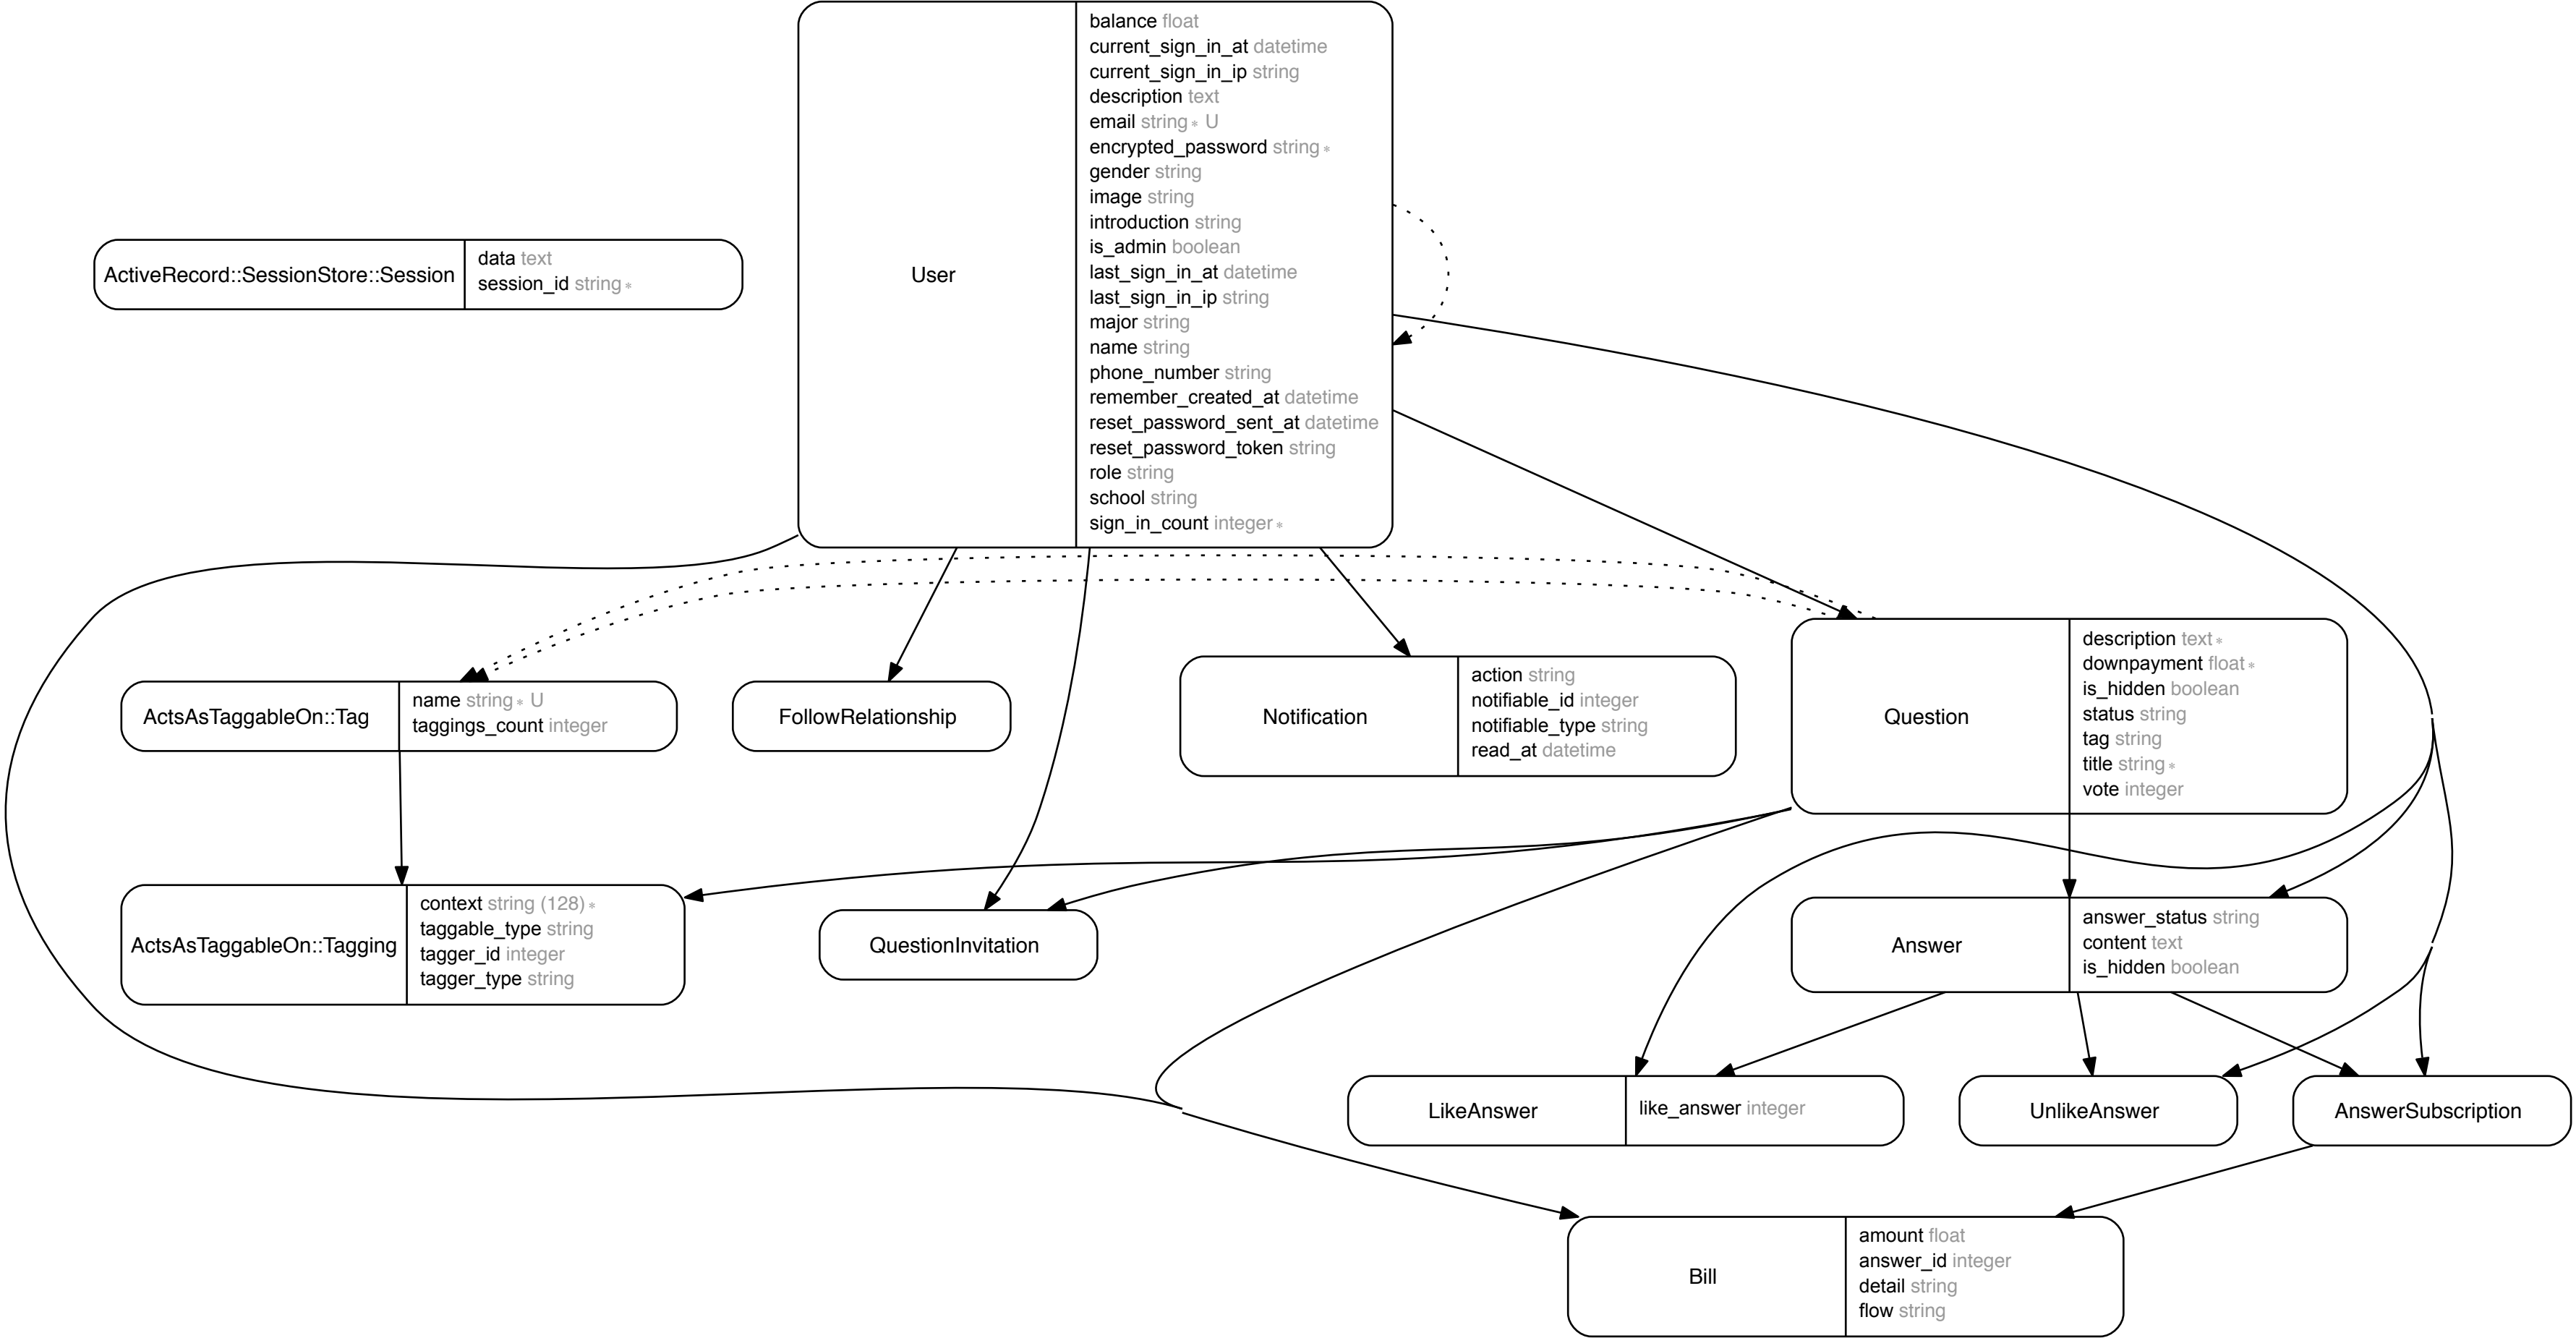 User
balance float
current_sign_in_at datetime
current_sign_in_ip string
description text
email string∗ U
encrypted_password string∗
gender string
image string
introduction string
is_admin boolean
last_sign_in_at datetime
last_sign_in_ip string
major string
name string
phone_number string
remember_created_at datetime
reset_password_sent_at datetime
reset_password_token string
role string
school string
sign_in_count integer∗
ActiveRecord::SessionStore::Session
data text
session_id string∗
ActsAsTaggableOn::Tag
name string∗ U
taggings_count integer
FollowRelationship
Notification
action string
notifiable_id integer
notifiable_type string
read_at datetime
Question
description text∗
downpayment float∗
is_hidden boolean
status string
tag string
title string∗
vote integer
ActsAsTaggableOn::Tagging
context string (128)∗
taggable_type string
tagger_id integer
tagger_type string
QuestionInvitation
Answer
answer_status string
content text
is_hidden boolean
LikeAnswer
like_answer integer
UnlikeAnswer
AnswerSubscription
Bill
amount float
answer_id integer
detail string
flow string